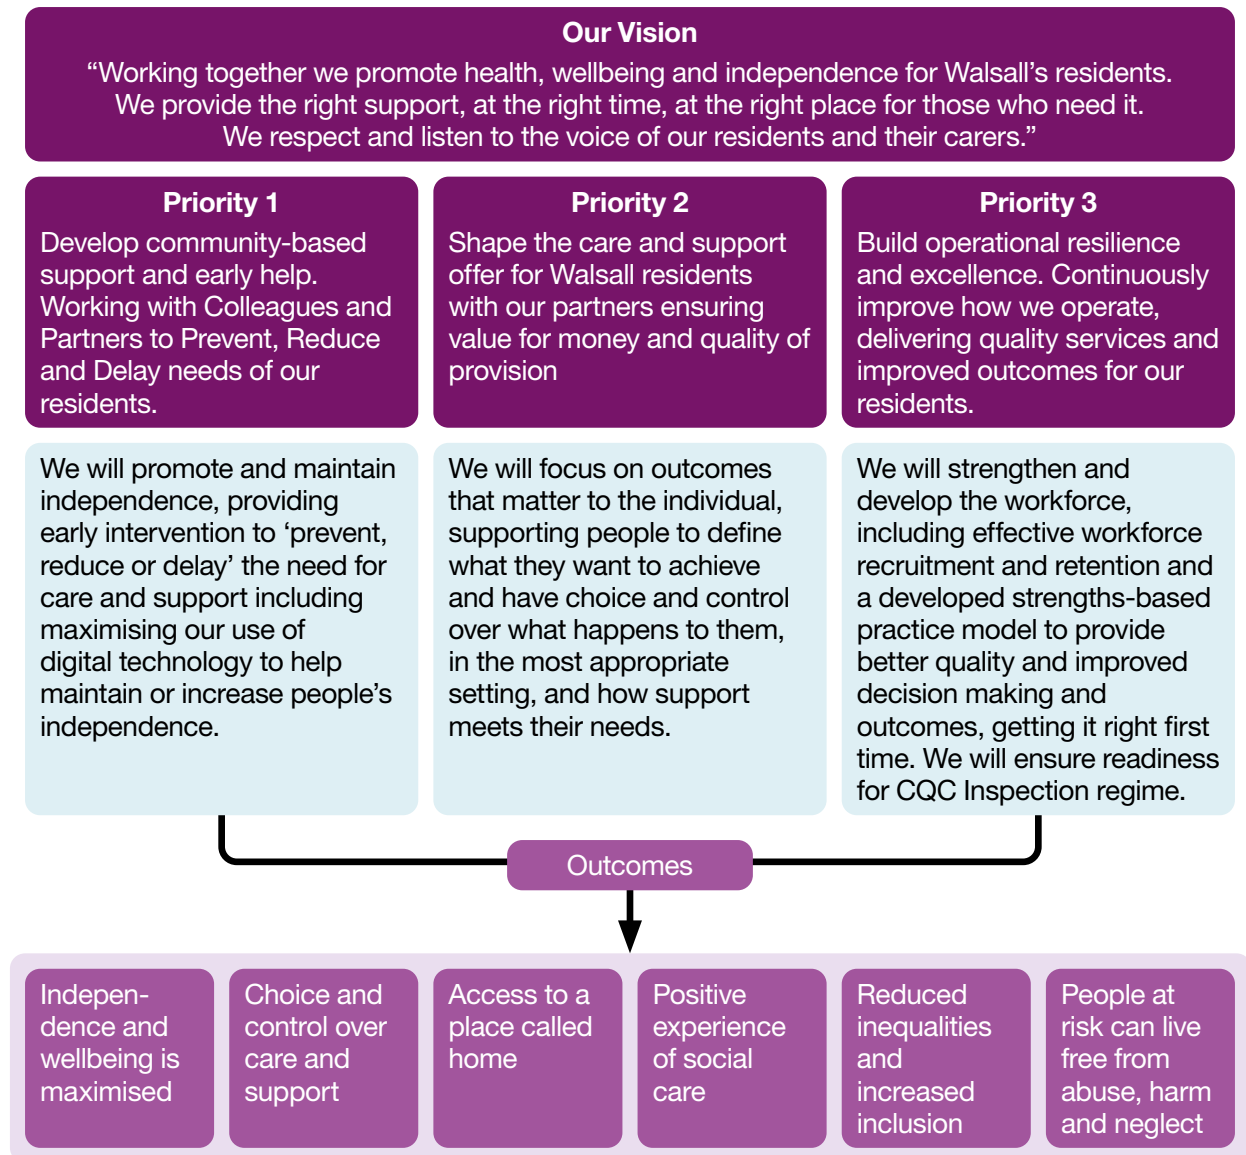 Our Vision
“Working together we promote health, wellbeing and independence for Walsall’s residents.
We provide the right support, at the right time, at the right place for those who need it.
We respect and listen to the voice of our residents and their carers.”
Priority 1
Develop community-based
support and early help.
Working with Colleagues and
Partners to Prevent, Reduce
and Delay needs of our
residents.
Priority 2
Shape the care and support
offer for Walsall residents
with our partners ensuring
value for money and quality of
provision
Priority 3
Build operational resilience
and excellence. Continuously
improve how we operate,
delivering quality services and
improved outcomes for our
residents.
We will promote and maintain
independence, providing
early intervention to ‘prevent,
reduce or delay’ the need for
care and support including
maximising our use of
digital technology to help
maintain or increase people’s
independence.
We will focus on outcomes
that matter to the individual,
supporting people to define
what they want to achieve
and have choice and control
over what happens to them,
in the most appropriate
setting, and how support
meets their needs.
We will strengthen and
develop the workforce,
including effective workforce
recruitment and retention and
a developed strengths-based
practice model to provide
better quality and improved
decision making and
outcomes, getting it right first
time. We will ensure readiness
for CQC Inspection regime.
Outcomes
Indepen-
dence and
wellbeing is
maximised
Choice and
control over
care and
support
Access to a
place called
home
Positive
experience
of social
care
Reduced
inequalities
and
increased
inclusion
People at
risk can live
free from
abuse, harm
and neglect